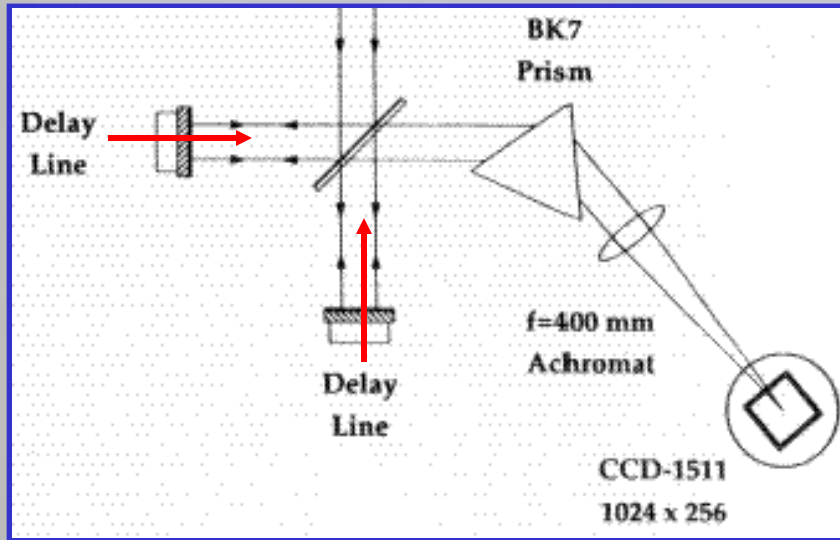 BK7
Prism
Delay
Line
Delay
Line
f=400 mm
Achromat
CCD-1511
1024 x 256